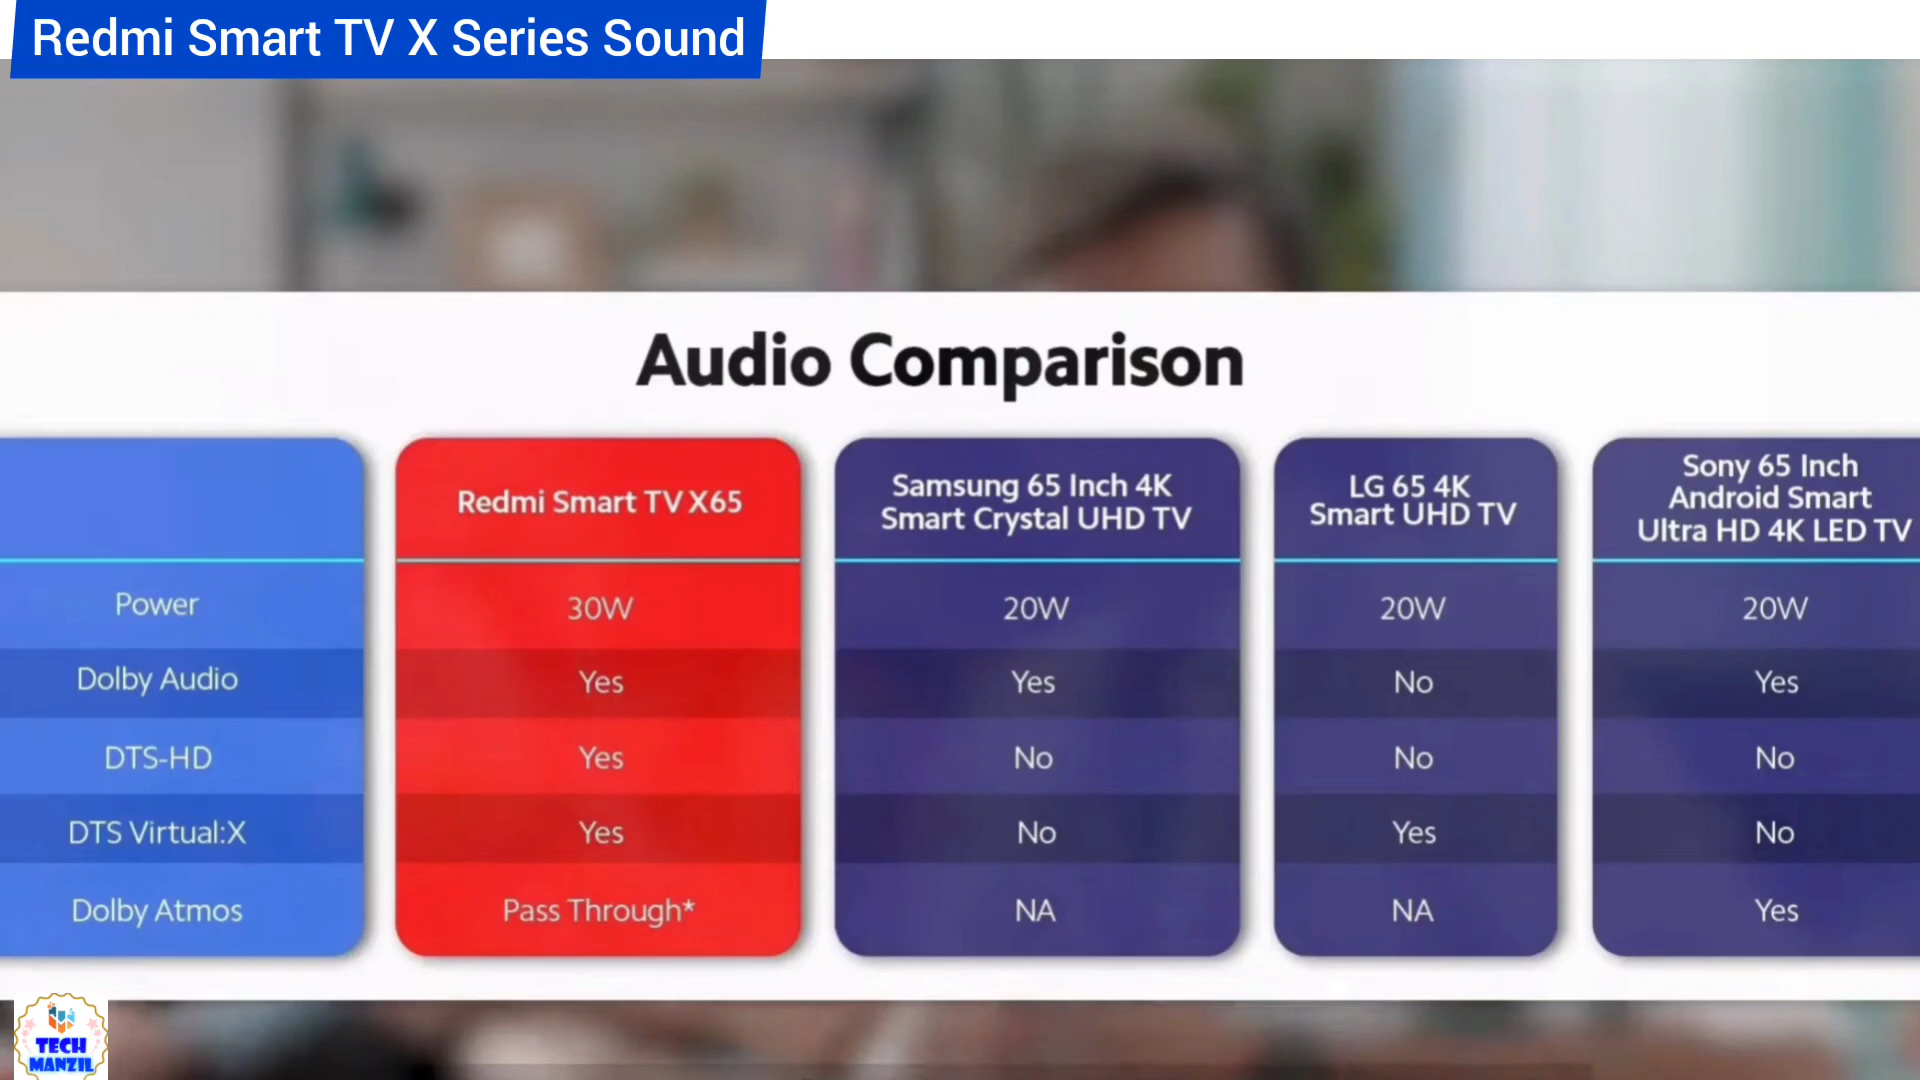 Redmi Smart TV X Series Sound
Audio Comparison
Redmi Smart TV X65
Samsung 65 Inch 4K
Smart Crystal UHD TV
LG 65 4K
Smart UHD TV
Sony 65 Inch
Android Smart
Ultra HD 4K LED TV
Power
30W
20W
20W
20W
Dolby Audio
Yes
Yes
No
Yes
DTS-HD
Yes
No
No
No
DTS Virtual:X
Yes
No
Yes
No
Dolby Atmos
Pass Through*
NA
NA
Yes
TECH
MANZIL